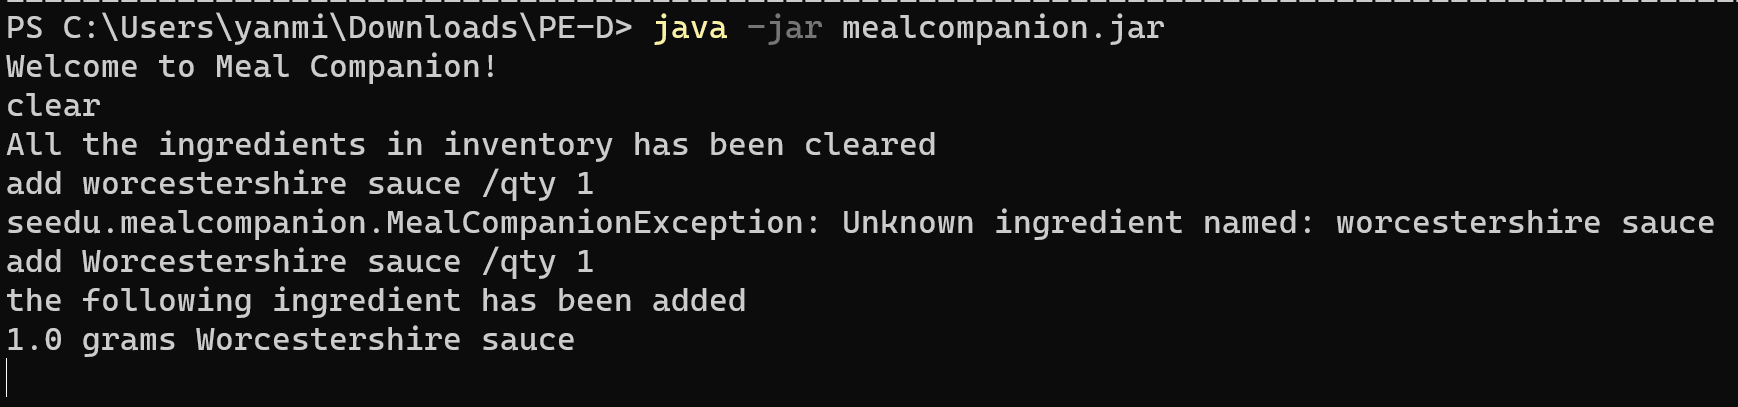 PS C:\Users\yanmi\Downloads\PE-D> java -jar mealcompanion.jar
Welcome to Meal Companion!
clear
All the ingredients in inventory has been cleared
add worcestershire sauce /qty 1
seedu.mealcompanion.MealCompanionException: Unknown ingredient named: worcestershire sauce
add Worcestershire sauce /qty 1
the following ingredient has been added
1.0 grams Worcestershire sauce